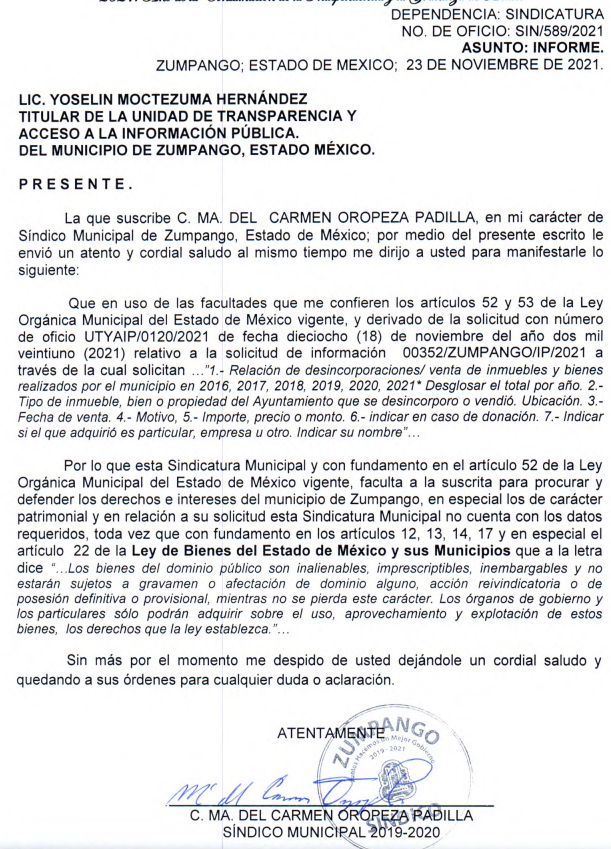 DEPENDENCIA: SINDICATURA
NO. DE OFICIO: SIN/589/2021
ASUNTO: INFORME.
ZUMPANGO; ESTADO DE MEXICO; 23 DE NOVIEMBRE DE 2021.
LIC. YOSELIN MOCTEZUMA HERNÁNDEZ
TITULAR DE LA UNIDAD DE TRANSPARENCIA Y
ACCESO A LA INFORMACIÓN PÚBLICA.
DEL MUNICIPIO DE ZUMPANGO, ESTADO MÉXICO.
P R E S E N T E .
La que suscribe C. MA. DEL CARMEN OROPEZA PADILLA, en mi carácter de
Síndico Municipal de Zumpango, Estado de México; por medio del presente escrito le
envió un atento y cordial saludo al mismo tiempo me dirijo a usted para manifestarle lo
siguiente:
Que en uso de las facultades que me confieren los artículos 52 y 53 de la Ley
Orgánica Municipal del Estado de México vigente, y derivado de la solicitud con número
de oficio UTYAIP/0120/2021 de fecha dieciocho (18) de noviembre del año dos mil
veintiuno (2021) relativo a la solicitud de información 00352/ZUMPANGO/IP/2021 a
través de la cual solicitan ..."1.- Relación de desincorporaciones/ venta de inmuebles y bienes
realizados por el municipio en 2016, 2017, 2018, 2019, 2020, 2021* Desglosar el total por año. 2.-
Tipo de inmueble, bien o propiedad del Ayuntamiento que se desincorporo o vendió. Ubicación. 3.-
Fecha de venta. 4.- Motivo, 5.- Importe, precio o monto. 6.- indicar en caso de donación. 7.- Indicar
si el que adquirió es particular, empresa u otro. Indicar su nombre"...
Por lo que esta Sindicatura Municipal y con fundamento en el artículo 52 de la Ley
Orgánica Municipal del Estado de México vigente, faculta a la suscrita para procurar y
defender los derechos e intereses del municipio de Zumpango, en especial los de carácter
patrimonial y en relación a su solicitud esta Sindicatura Municipal no cuenta con los datos
requeridos, toda vez que con fundamento en los artículos 12, 13, 14, 17 y en especial el
artículo 22 de la Ley de Bienes del Estado de México y sus Municipios que a la letra
dice "...Los bienes del dominio público son inalienables, imprescriptibles, inembargables y no
estarán sujetos a gravamen o afectación de dominio alguno, acción reivindicatoria o de
posesión definitiva o provisional, mientras no se pierda este carácter. Los órganos de gobierno y
los particulares sólo podrán adquirir sobre el uso, aprovechamiento y explotación de estos
bienes, los derechos que la ley establezca."...
Sin más por el momento me despido de usted dejándole un cordial saludo y
quedando a sus órdenes para cualquier duda o aclaración.
ATENTAMENTE
ZUMPANGO
Juntos Hacemos un Mejor Gobierno
2019 - 2021
C. MA. DEL CARMEN OROPEZA PADILLA
SÍNDICO MUNICIPAL 2019-2020
SINDICO